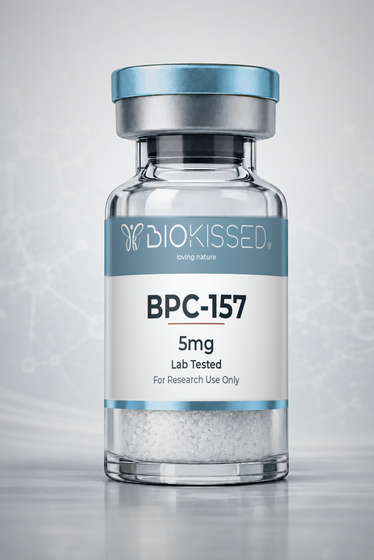 BIOKISSED®
loving nature
BPC-157
5mg
Lab Tested
For Research Use Only